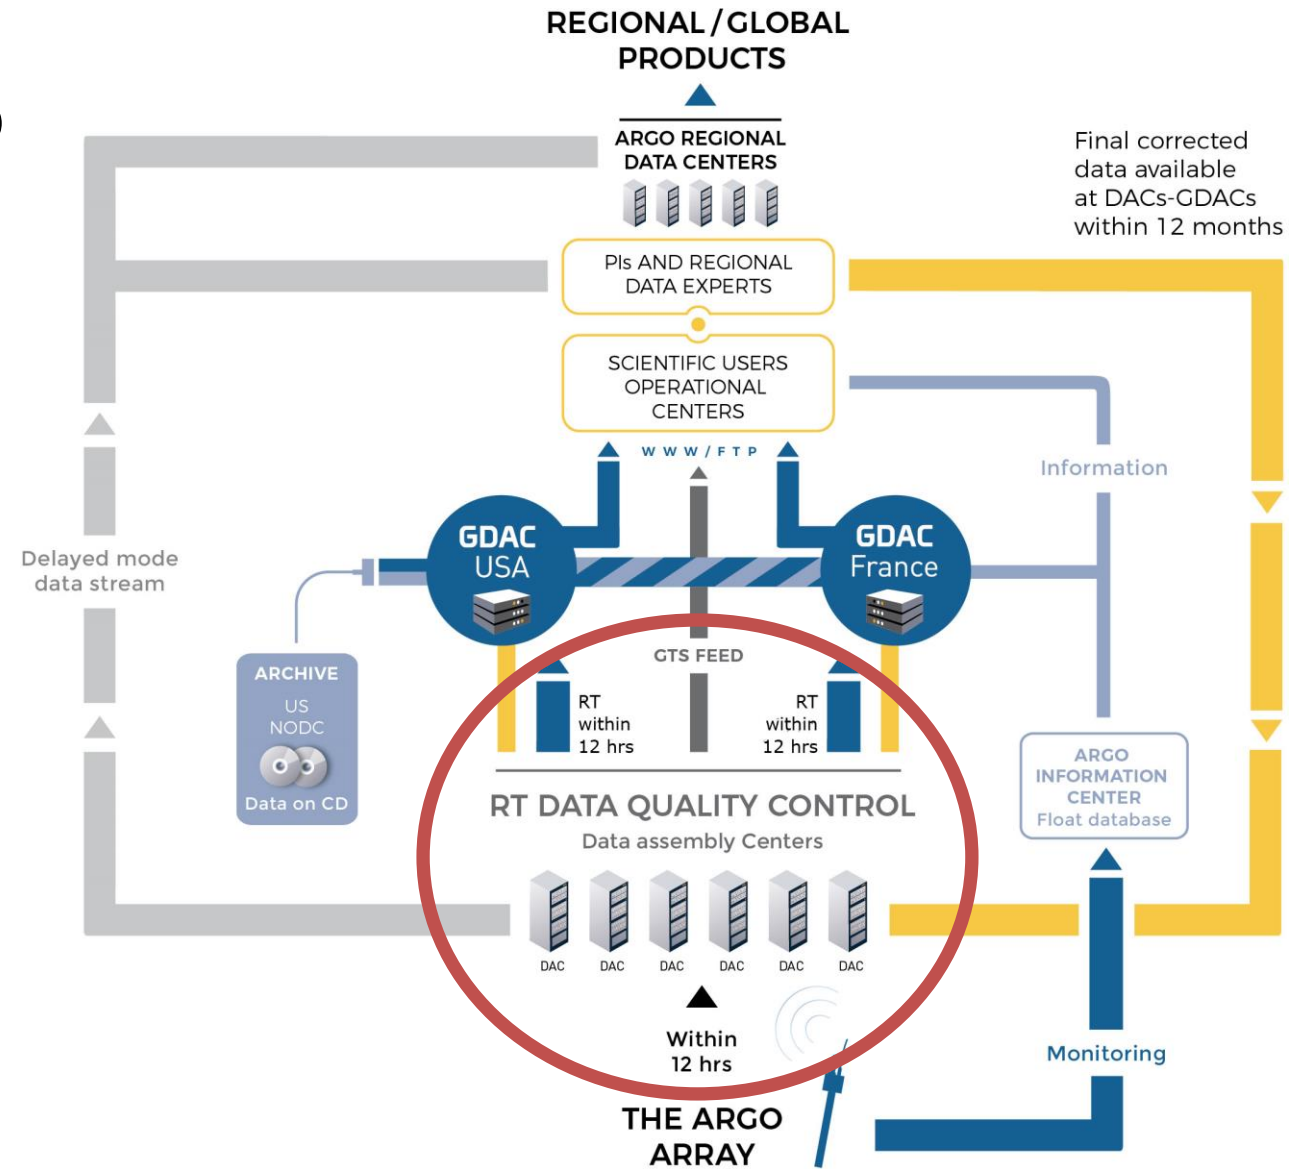 REGIONAL / GLOBAL
PRODUCTS
)
ARGO REGIONAL
DATA CENTERS
Final corrected
data available
at DACs-GDACs
within 12 months
PIs AND REGIONAL
DATA EXPERTS
SCIENTIFIC USERS
OPERATIONAL
CENTERS
WWW/FTP
Information
GDAC
USA
GDAC
France
Delayed mode
data stream
GTS FEED
ARCHIVE
US
NODC
Data on CD
RT
within
12 hrs
RT
within
12 hrs
ARGO
INFORMATION
CENTER
Float database
RT DATA QUALITY CONTROL
Data assembly Centers
DAC
DAC
DAC
DAC
DAC
DAC
Within
12 hrs
Monitoring
THE ARGO
ARRAY